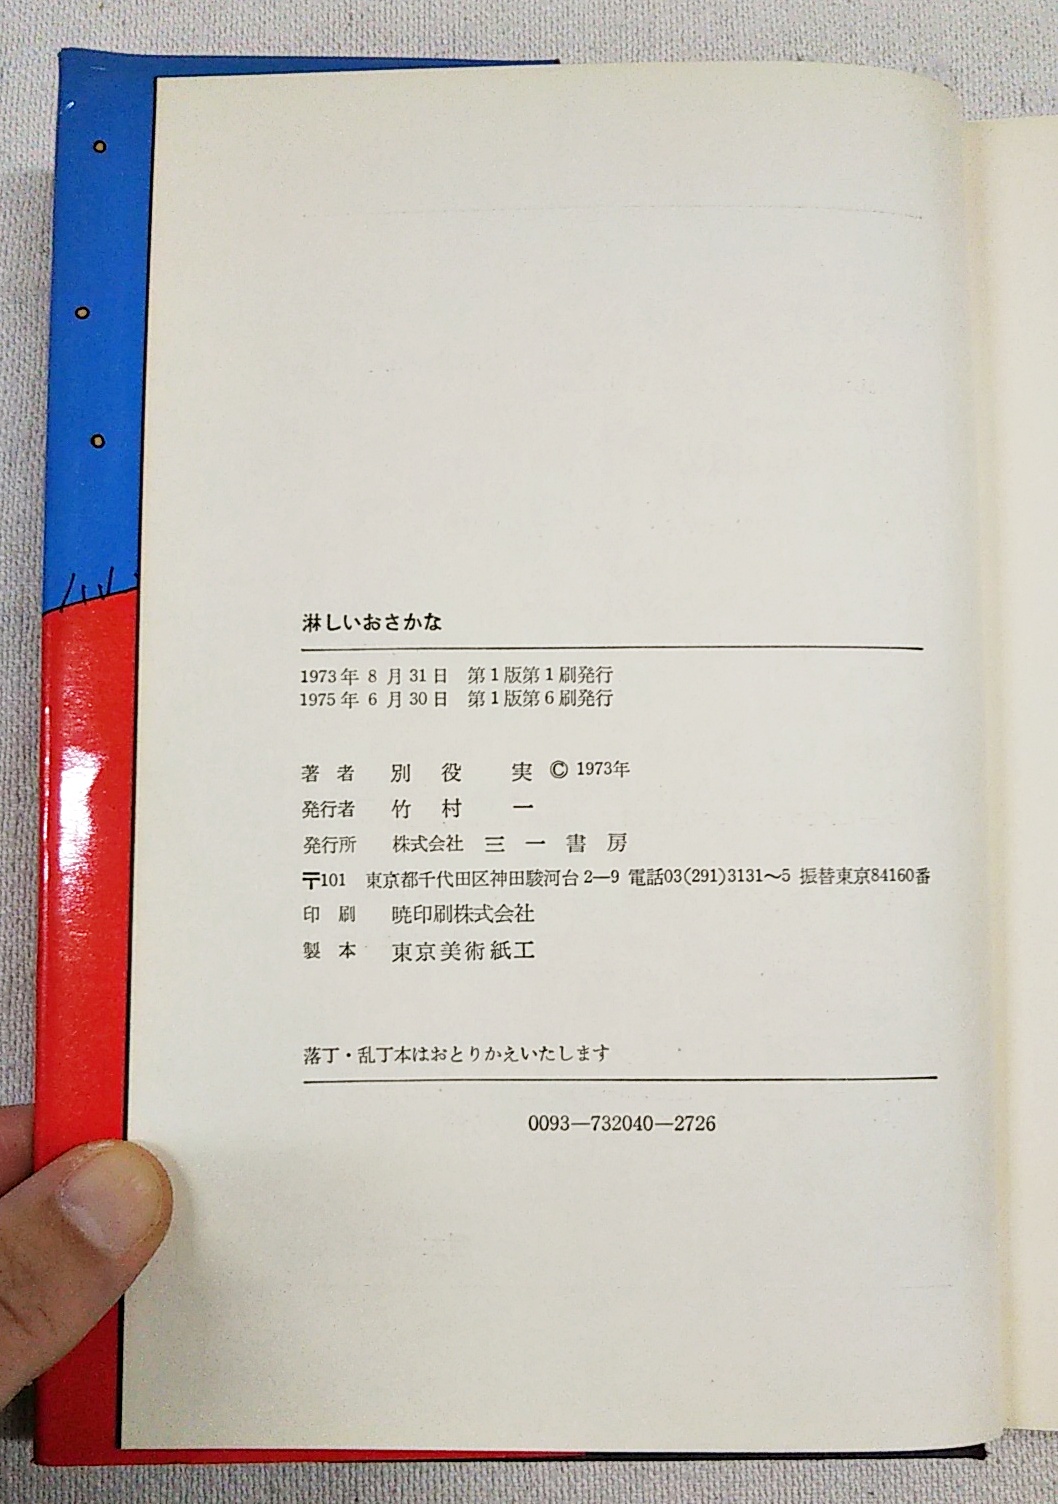 淋しいおさかな
1973年8月31日 第1版第1刷発行
1975年6月30日 第1版第6刷発行
著者 別役 実 © 1973年
発行者 竹村 一
発行所 株式会社 三一書房
〒101 東京都千代田区神田駿河台2—9 電話03(291)3131〜5 振替東京84160番
印刷 暁印刷株式会社
製本 東京美術紙工
落丁・乱丁本はおとりかえいたします
0093—732040—2726